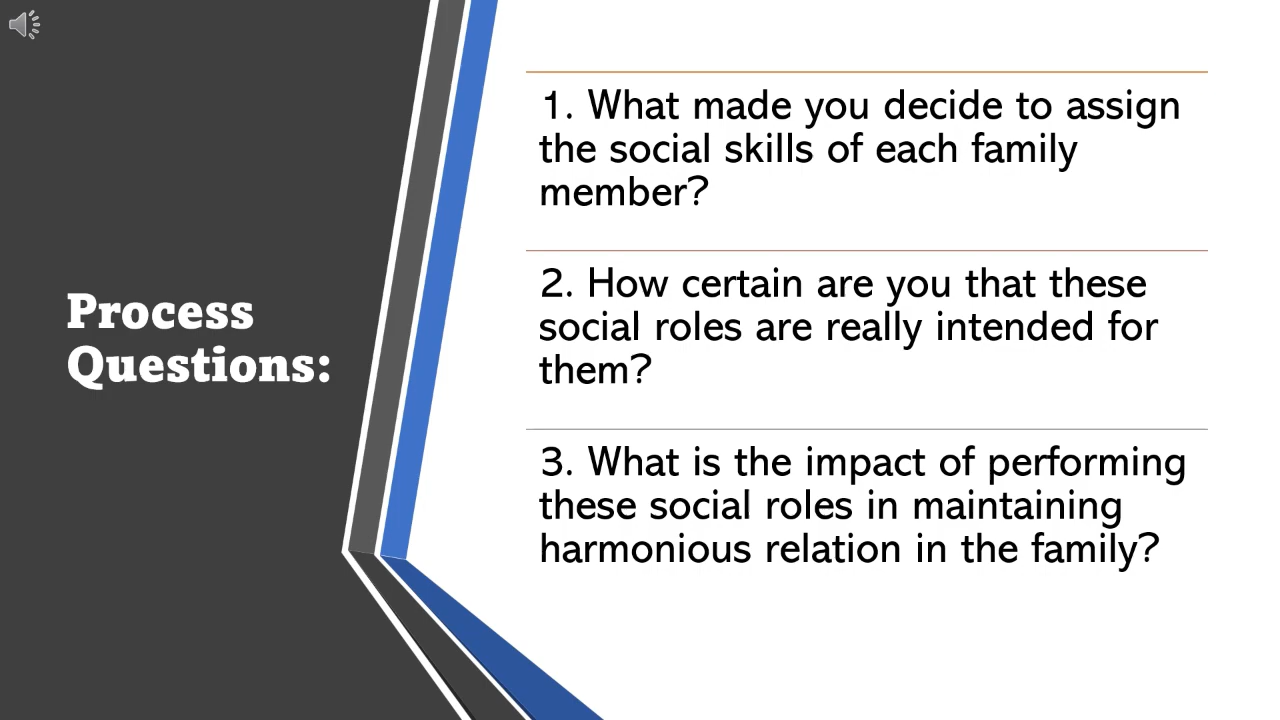 Process
Questions:
1. What made you decide to assign
the social skills of each family
member?
2. How certain are you that these
social roles are really intended for
them?
3. What is the impact of performing
these social roles in maintaining
harmonious relation in the family?